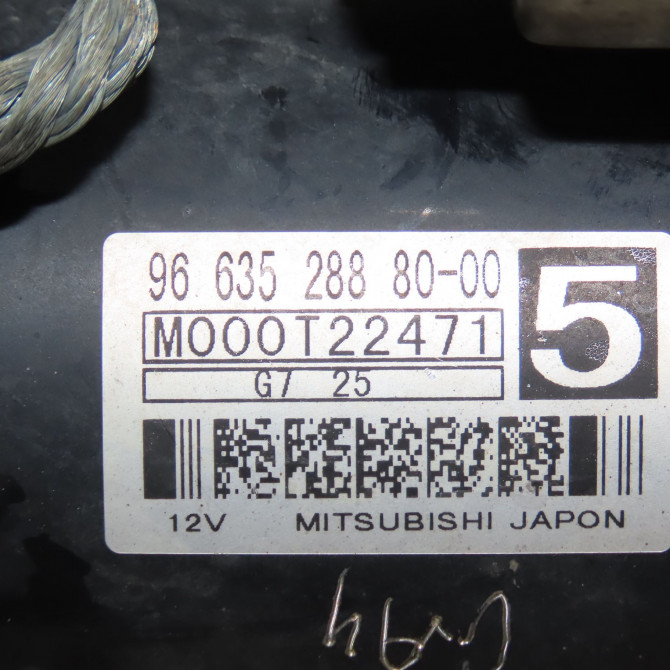 96 635 288 80-00
5
M000T22471
G7 25
12V MITSUBISHI JAPON